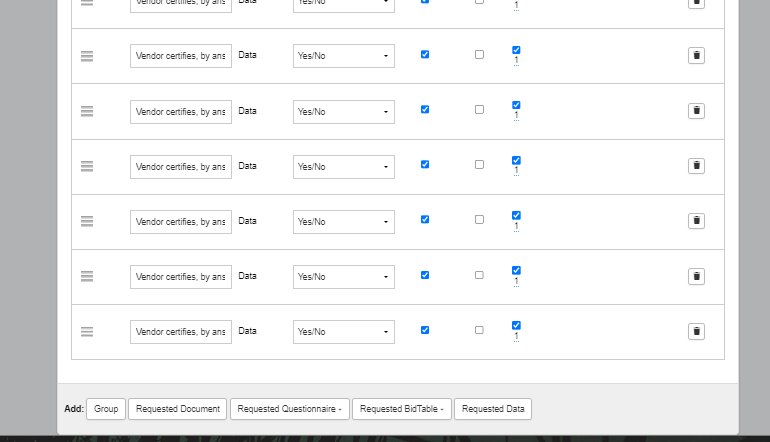 Vendor certifies, by ans Data Yes/No
1
Vendor certifies, by ans Data Yes/No
1
Vendor certifies, by ans Data Yes/No
1
Vendor certifies, by ans Data Yes/No
1
Vendor certifies, by ans Data Yes/No
1
Vendor certifies, by ans Data Yes/No
1
Vendor certifies, by ans Data Yes/No
1
Add: Group Requested Document Requested Questionnaire - Requested BidTable - Requested Data